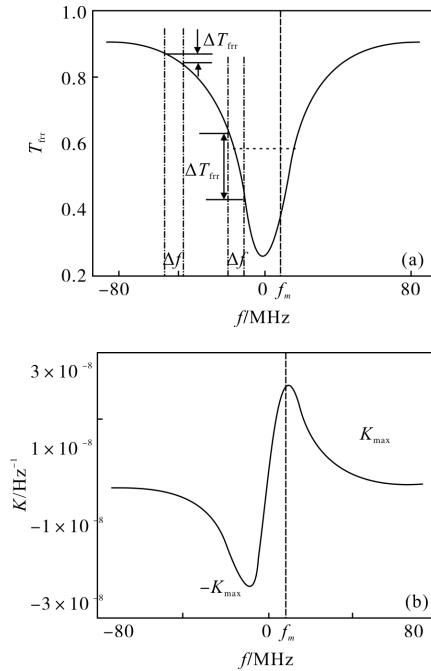 1.0
ΔT_frr
0.8
T_frr
0.6
ΔT_frr
0.4
0.2
Δf
Δf
(a)
-80
0
f_m
80
f/MHz
3×10⁻⁸
1×10⁻⁸
K_max
K/Hz⁻¹
-1×10⁻⁸
-K_max
(b)
-3×10⁻⁸
-80
0
f_m
80
f/MHz